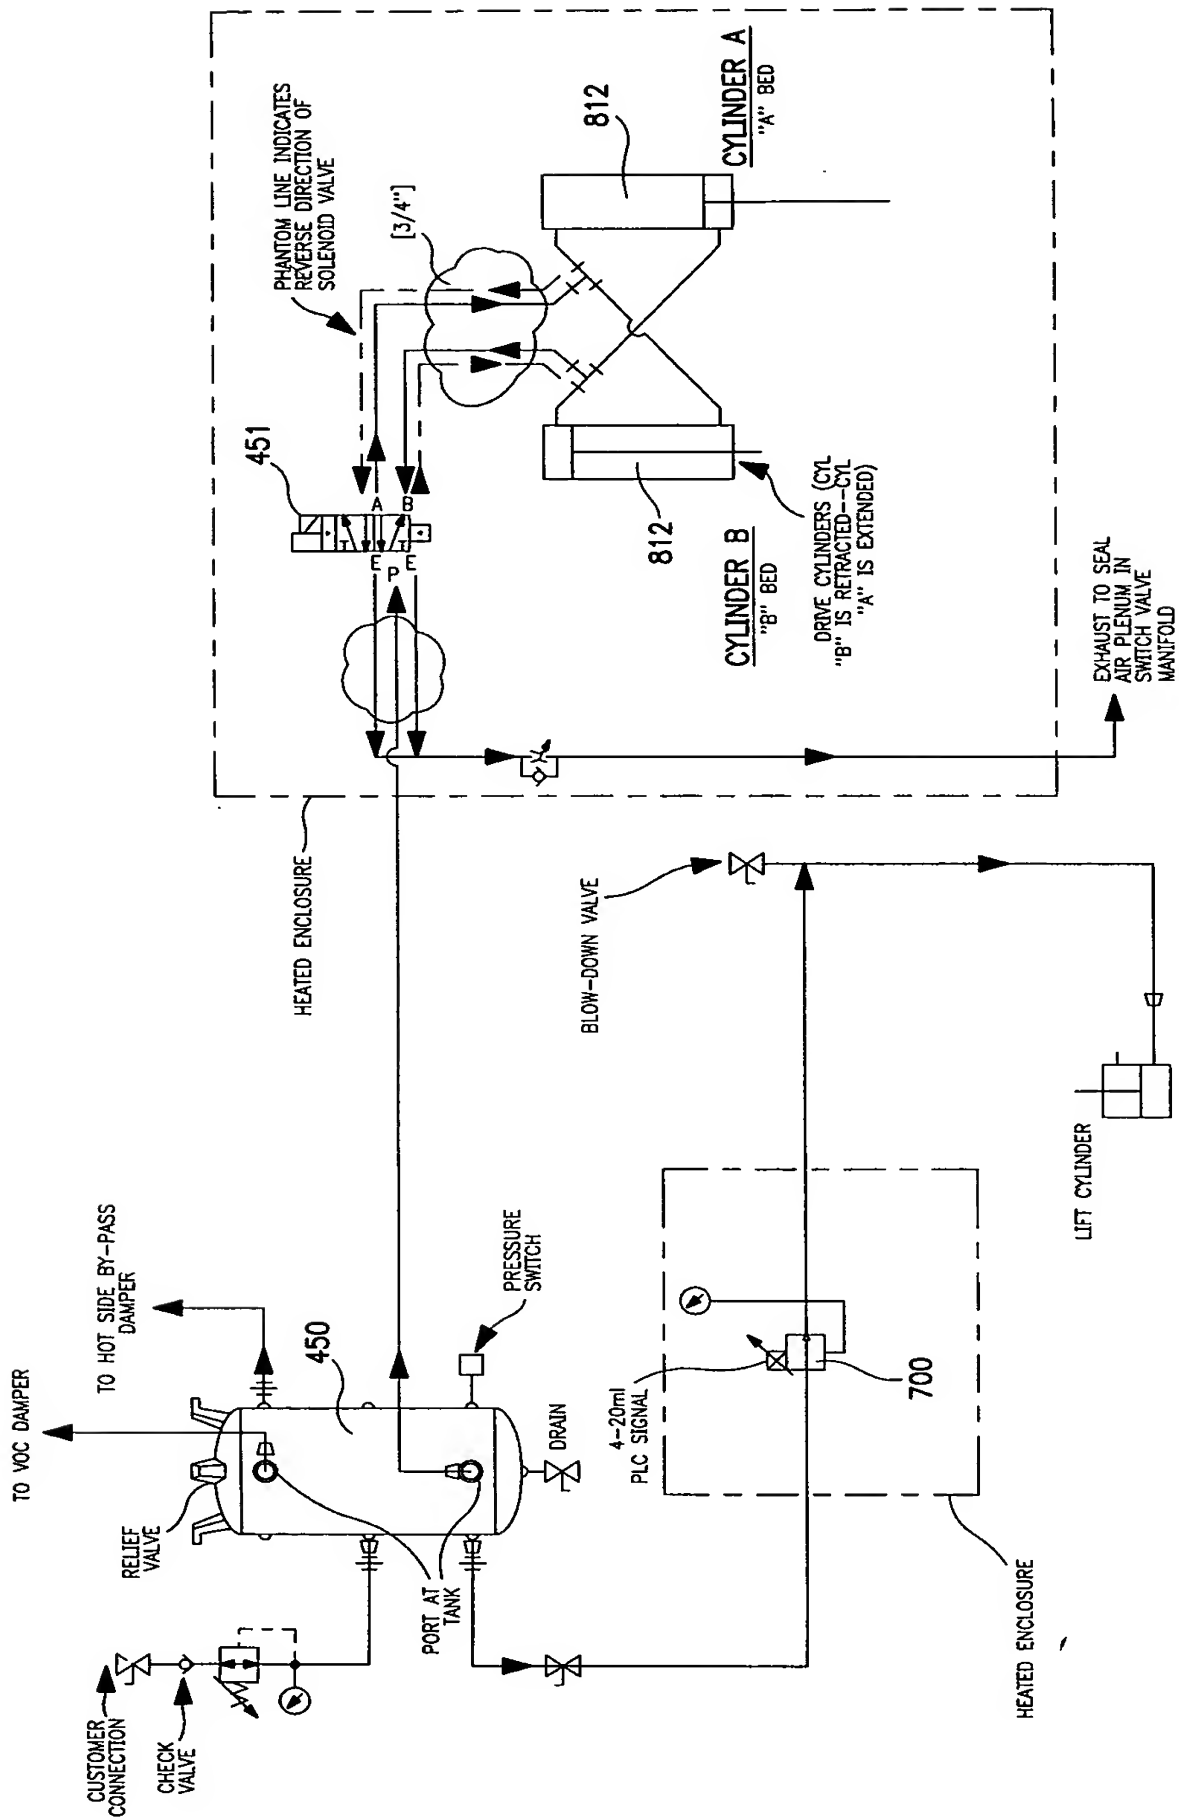 TO VOC DAMPER
TO HOT SIDE BY-PASS
DAMPER
RELIEF
VALVE
CUSTOMER
CONNECTION
CHECK
VALVE
450
PORT AT
TANK
DRAIN
PRESSURE
SWITCH
HEATED ENCLOSURE
451
PHANTOM LINE INDICATES
REVERSE DIRECTION OF
SOLENOID VALVE
[3/4"]
A
B
E
P
E
T
T
812
CYLINDER A
"A" BED
812
CYLINDER B
"B" BED
DRIVE CYLINDERS (CYL
"B" IS RETRACTED--CYL
"A" IS EXTENDED)
EXHAUST TO SEAL
AIR PLENUM IN
SWITCH VALVE
MANIFOLD
BLOW-DOWN VALVE
4-20ml
PLC SIGNAL
700
HEATED ENCLOSURE
LIFT CYLINDER